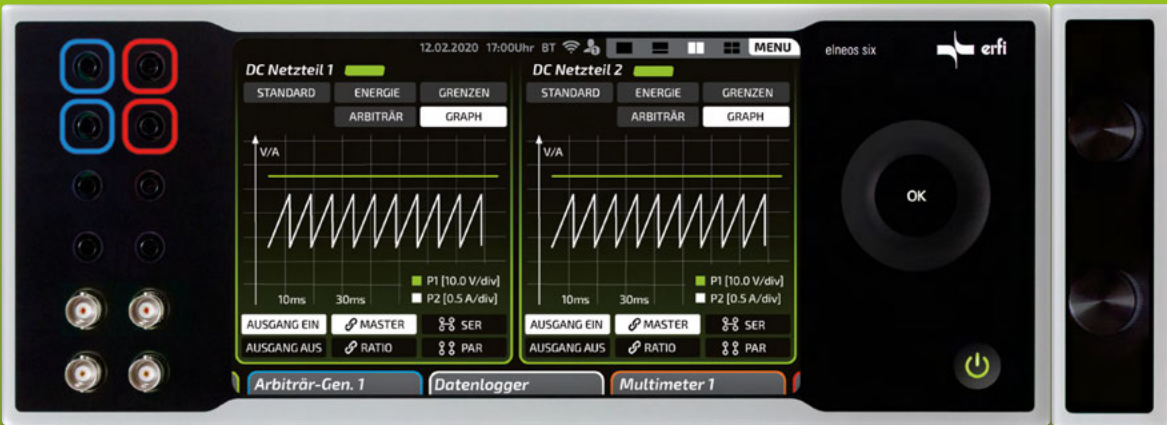 12.02.2020 17:00Uhr BT MENU
elneos six
erfi
DC Netzteil 1
STANDARD ENERGIE GRENZEN
ARBITRÄR GRAPH
V/A
P1 [10.0 V/div]
10ms 30ms P2 [0.5 A/div]
AUSGANG EIN MASTER SER
AUSGANG AUS RATIO PAR
DC Netzteil 2
STANDARD ENERGIE GRENZEN
ARBITRÄR GRAPH
V/A
P1 [10.0 V/div]
10ms 30ms P2 [0.5 A/div]
AUSGANG EIN MASTER SER
AUSGANG AUS RATIO PAR
OK
Arbiträr-Gen. 1 Datenlogger Multimeter 1